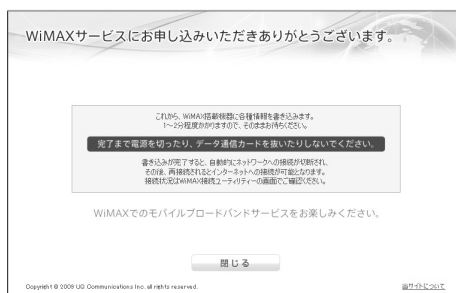 WiMAXサービスにお申し込みいただきありがとうございます。
これから、WiMAX搭載機器に各種情報を書き込みます。
1〜2分程度かかりますので、そのままお待ちください。
完了まで電源を切ったり、データ通信カードを抜いたりしないでください。
書き込みが完了すると、自動的にネットワークへの接続が切断され、
その後、再接続されるとインターネットへの接続が可能となります。
接続状況はWiMAX接続ユーティリティーの画面でご確認ください。
WiMAXでのモバイルブロードバンドサービスをお楽しみください。
閉じる
Copyright © 2009 UQ Communications Inc. all rights reserved.
当サイトについて